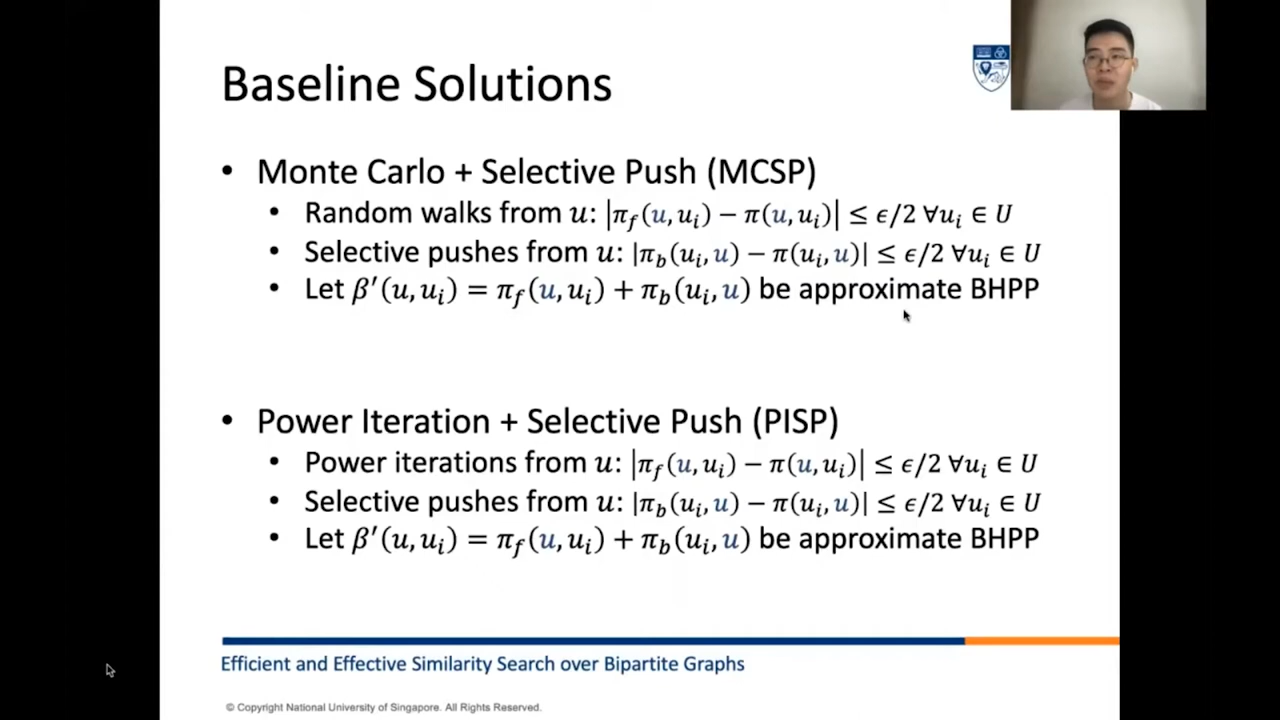 Baseline Solutions
• Monte Carlo + Selective Push (MCSP)
• Random walks from u: |π_f(u, u_i) − π(u, u_i)| ≤ ϵ/2 ∀u_i ∈ U
• Selective pushes from u: |π_b(u_i, u) − π(u_i, u)| ≤ ϵ/2 ∀u_i ∈ U
• Let β′(u, u_i) = π_f(u, u_i) + π_b(u_i, u) be approximate BHPP
• Power Iteration + Selective Push (PISP)
• Power iterations from u: |π_f(u, u_i) − π(u, u_i)| ≤ ϵ/2 ∀u_i ∈ U
• Selective pushes from u: |π_b(u_i, u) − π(u_i, u)| ≤ ϵ/2 ∀u_i ∈ U
• Let β′(u, u_i) = π_f(u, u_i) + π_b(u_i, u) be approximate BHPP
Efficient and Effective Similarity Search over Bipartite Graphs
© Copyright National University of Singapore. All Rights Reserved.